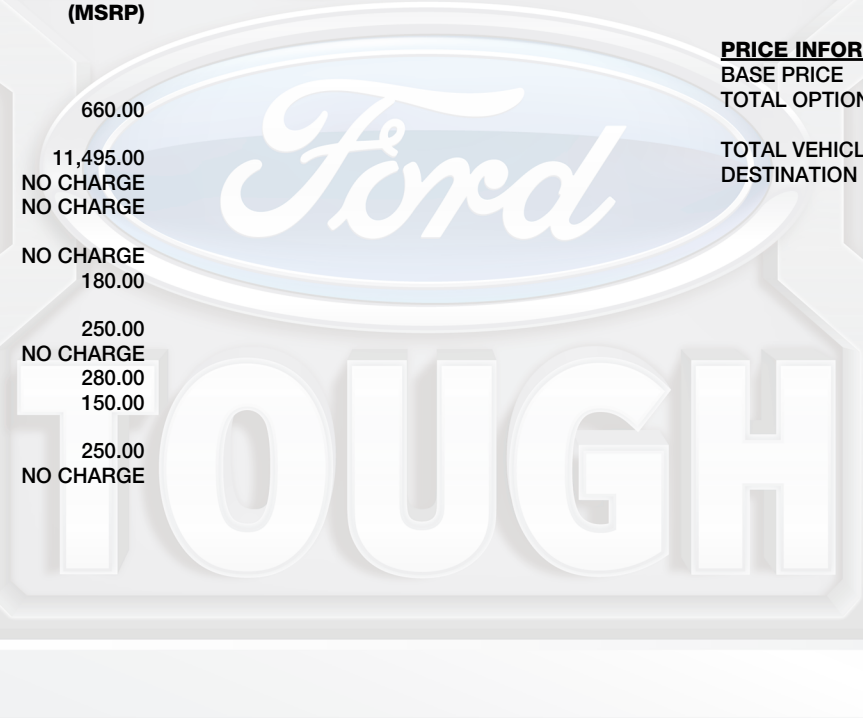 (MSRP)
660.00
11,495.00
NO CHARGE
NO CHARGE
NO CHARGE
180.00
250.00
NO CHARGE
280.00
150.00
250.00
NO CHARGE
PRICE INFOR
BASE PRICE
TOTAL OPTION
TOTAL VEHICL
DESTINATION
Ford
TOUGH